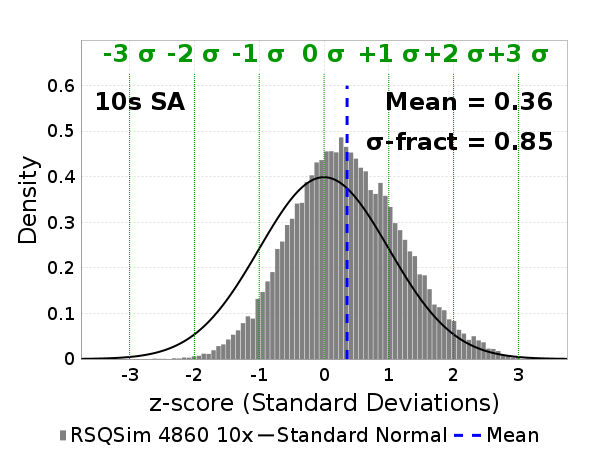 -3 σ -2 σ -1 σ 0 σ +1 σ +2 σ +3 σ
0.6
10s SA
Mean = 0.36
0.5
σ-fract = 0.85
0.4
0.3
0.2
0.1
0
Density
-3 -2 -1 0 1 2 3
z-score (Standard Deviations)
RSQSim 4860 10x Standard Normal Mean